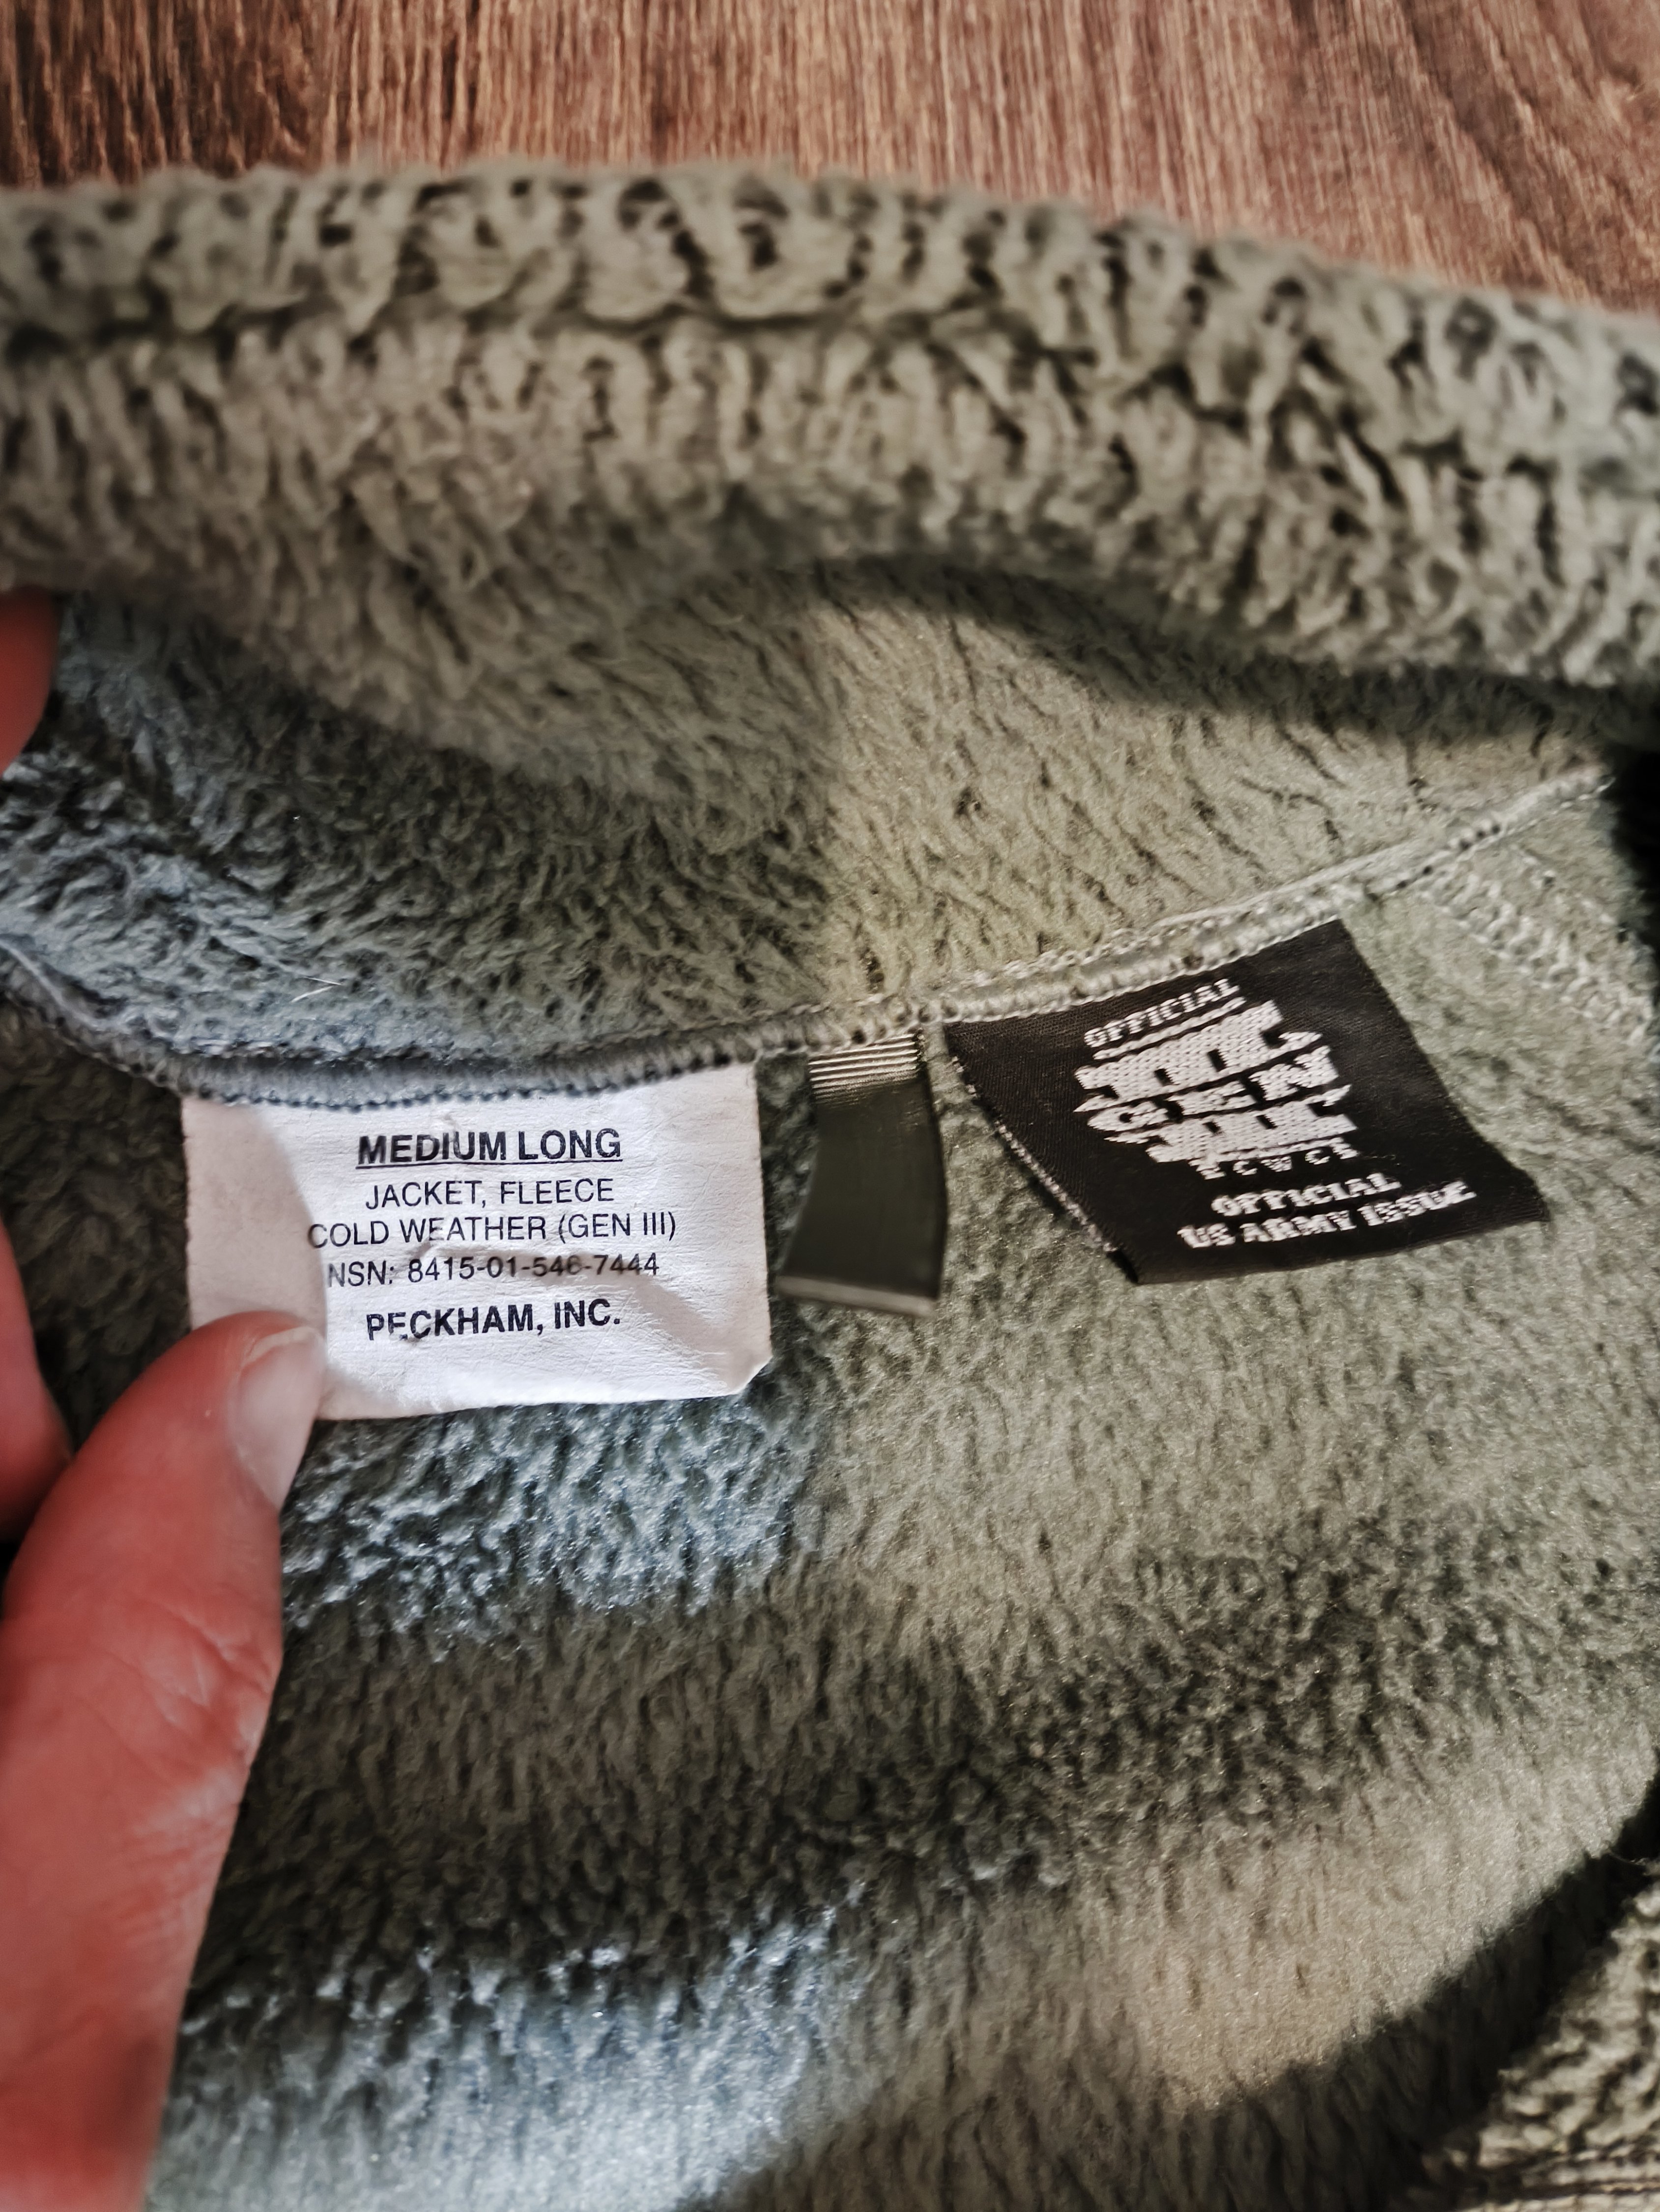 MEDIUM LONG
JACKET, FLEECE
COLD WEATHER (GEN III)
NSN: 8415-01-546-7444
PECKHAM, INC.
OFFICIAL
GEN
ECWCS
OFFICIAL
US ARMY ISSUE